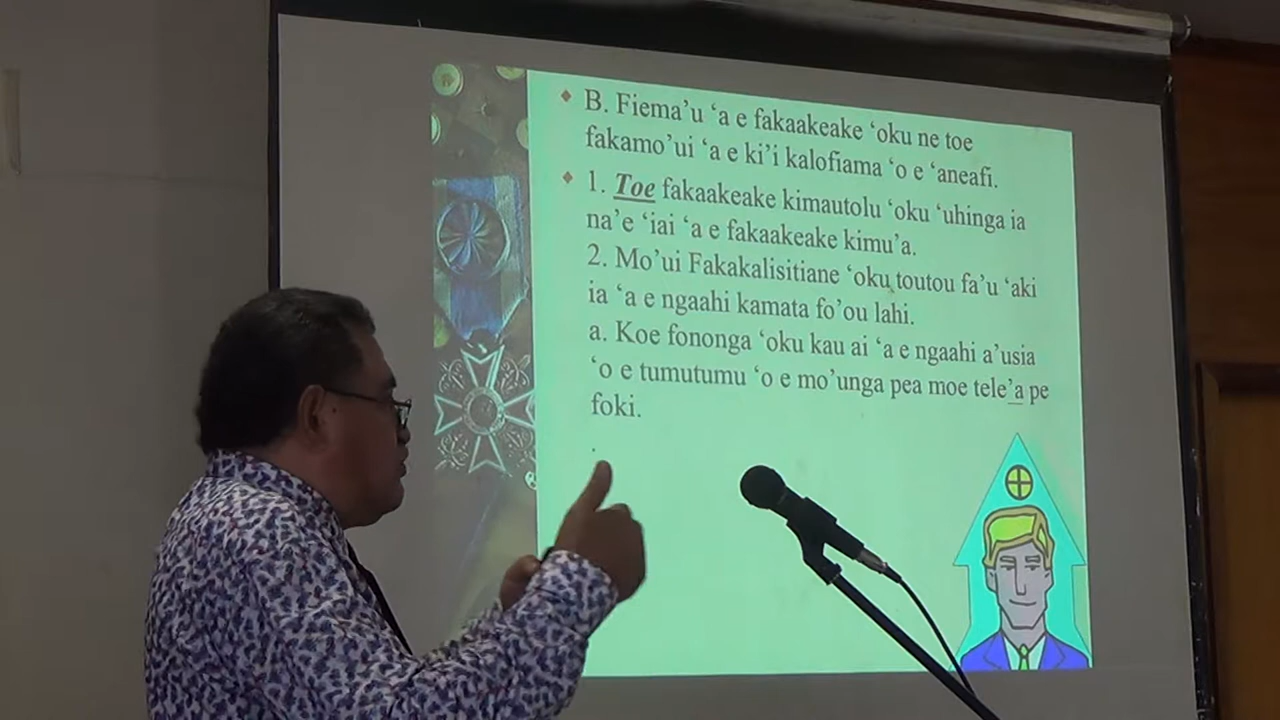 B. Fiema’u ‘a e fakaakeake ‘oku ne toe
fakamo’ui ‘a e ki’i kalofiama ‘o e ‘aneafi.
1. Toe fakaakeake kimautolu ‘oku ‘uhinga ia
na’e ‘iai ‘a e fakaakeake kimu’a.
2. Mo’ui Fakakalisitiane ‘oku toutou fa’u ‘aki
ia ‘a e ngaahi kamata fo’ou lahi.
a. Koe fononga ‘oku kau ai ‘a e ngaahi a’usia
‘o e tumutumu ‘o e mo’unga pea moe tele’a pe
foki.